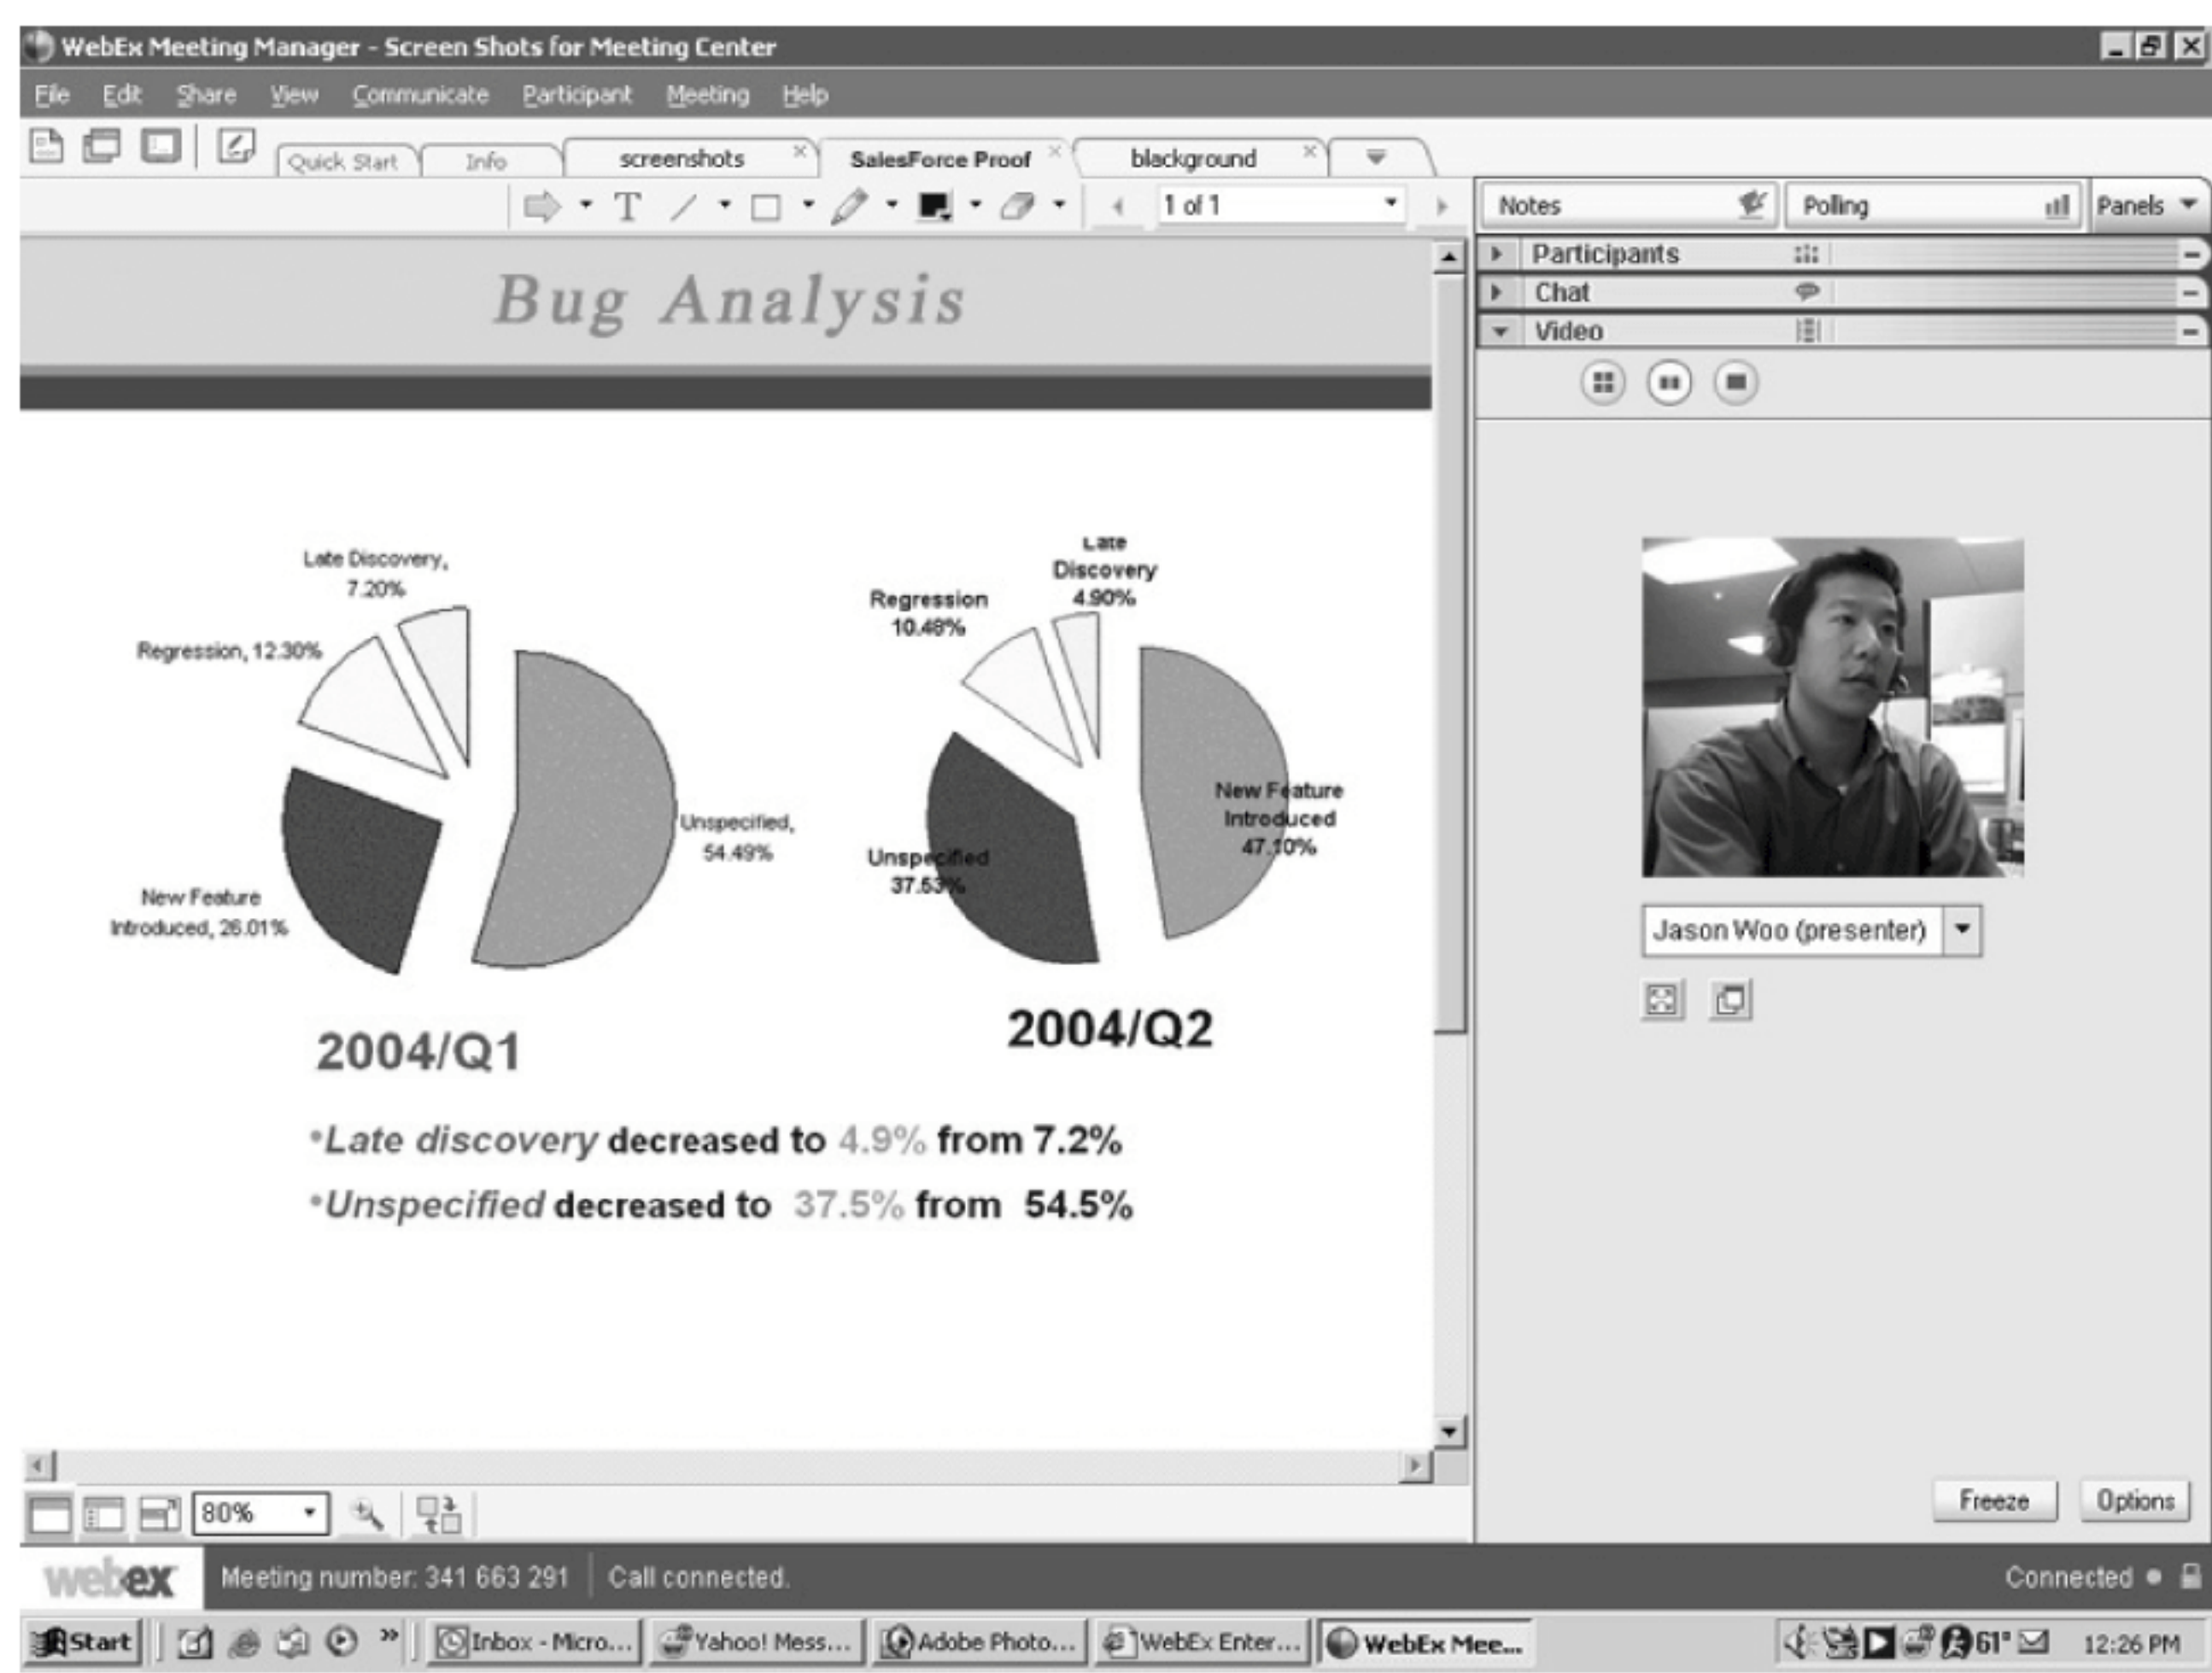 WebEx Meeting Manager - Screen Shots for Meeting Center
File Edit Share View Communicate Participant Meeting Help
Quick Start Info screenshots SalesForce Proof blackground
T 1 of 1
Notes Polling Panels
Participants
Chat
Video
Bug Analysis
Late Discovery,
7.20%
Regression, 12.30%
Unspecified,
54.49%
New Feature
Introduced, 26.01%
2004/Q1
Late
Discovery
4.90%
Regression
10.48%
New Feature
Introduced
47.10%
Unspecified
37.53%
2004/Q2
•Late discovery decreased to 4.9% from 7.2%
•Unspecified decreased to 37.5% from 54.5%
Jason Woo (presenter)
Freeze Options
80%
webex Meeting number: 341 663 291 Call connected. Connected
Start » Inbox - Micro... Yahoo! Mess... Adobe Photo... WebEx Enter... WebEx Mee... 61° 12:26 PM